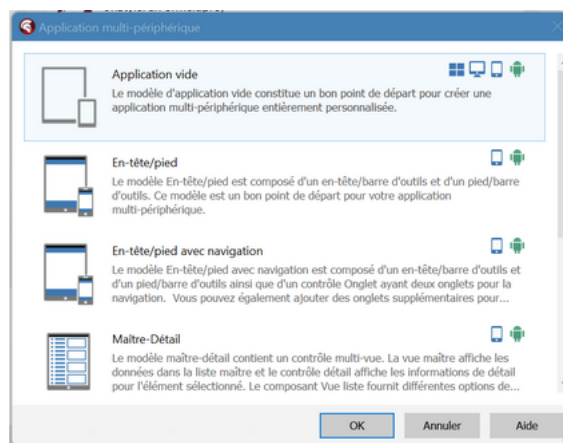 Application multi-périphérique
Application vide
Le modèle d'application vide constitue un bon point de départ pour créer une
application multi-périphérique entièrement personnalisée.
En-tête/pied
Le modèle En-tête/pied est composé d'un en-tête/barre d'outils et d'un pied/barre
d'outils. Ce modèle est un bon point de départ pour votre application
multi-périphérique.
En-tête/pied avec navigation
Le modèle En-tête/pied avec navigation est composé d'un en-tête/barre d'outils et
d'un pied/barre d'outils ainsi que d'un contrôle Onglet ayant deux onglets pour la
navigation. Vous pouvez également ajouter des onglets supplémentaires pour...
Maître-Détail
Le modèle maître-détail contient un contrôle multi-vue. La vue maître affiche les
données dans la liste maître et le contrôle détail affiche les informations de détail
pour l'élément sélectionné. Le composant Vue liste fournit différentes options de...
OK Annuler Aide